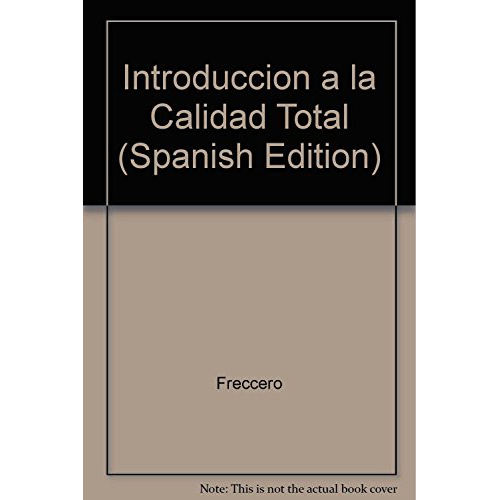 Introduccion a la
Calidad Total
(Spanish Edition)
Freccero
Note: This is not the actual book cover